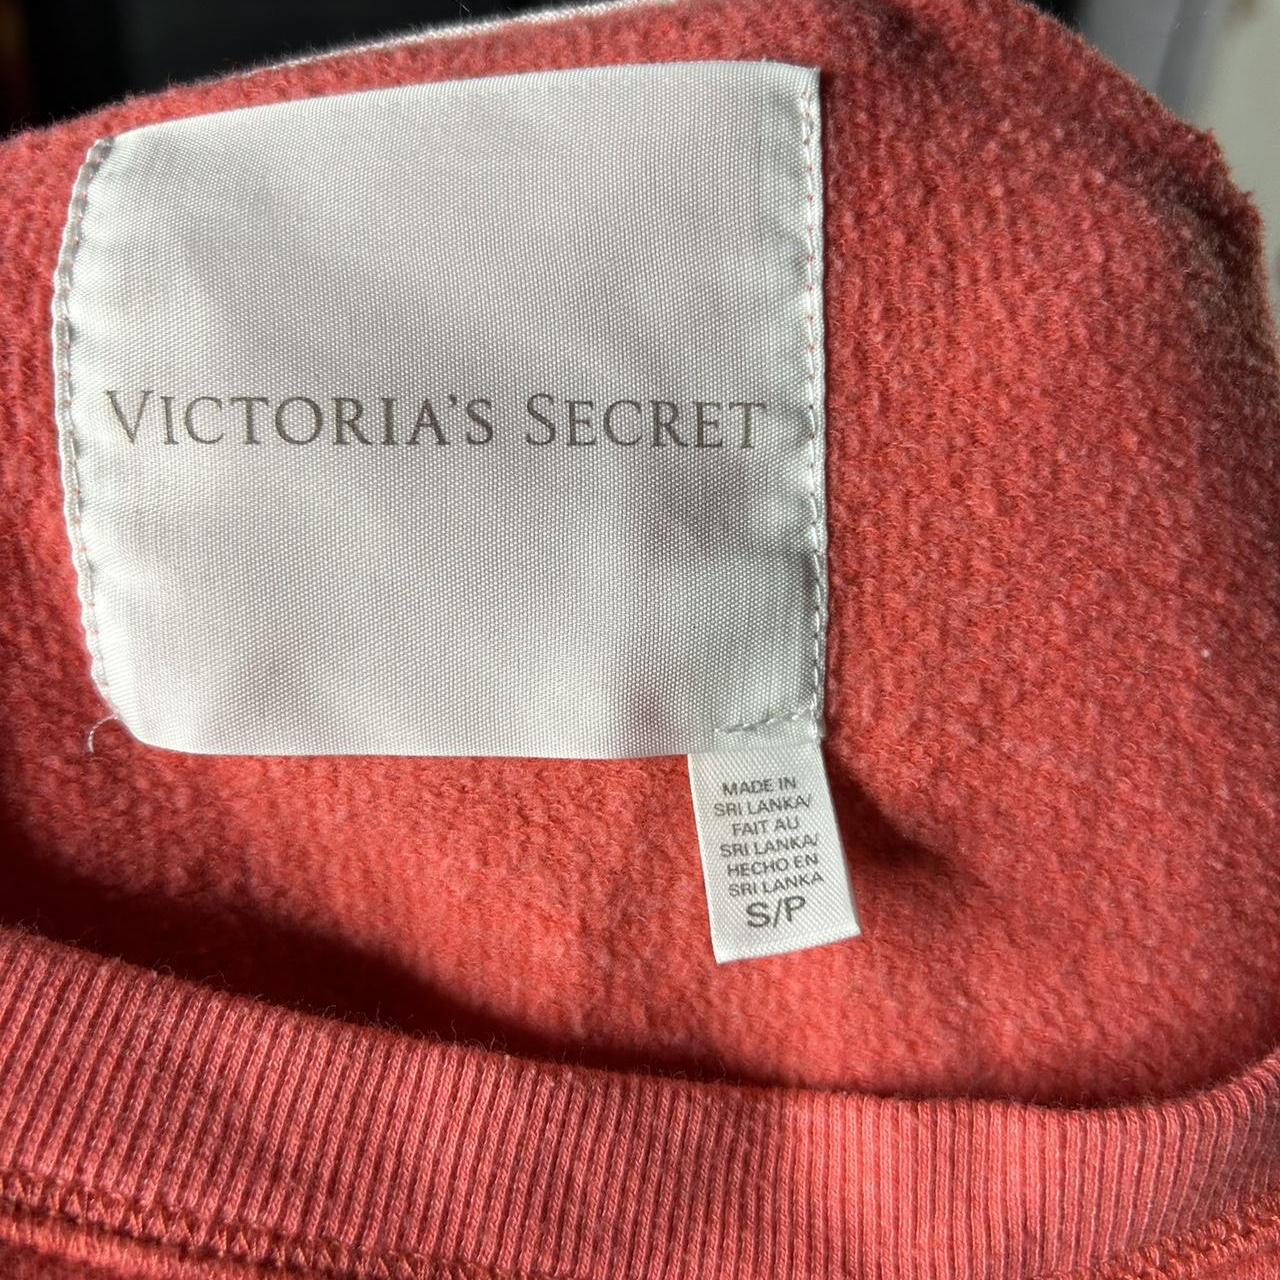 VICTORIA'S SECRET
MADE IN
SRI LANKA/
FAIT AU
SRI LANKA/
HECHO EN
SRI LANKA
S/P